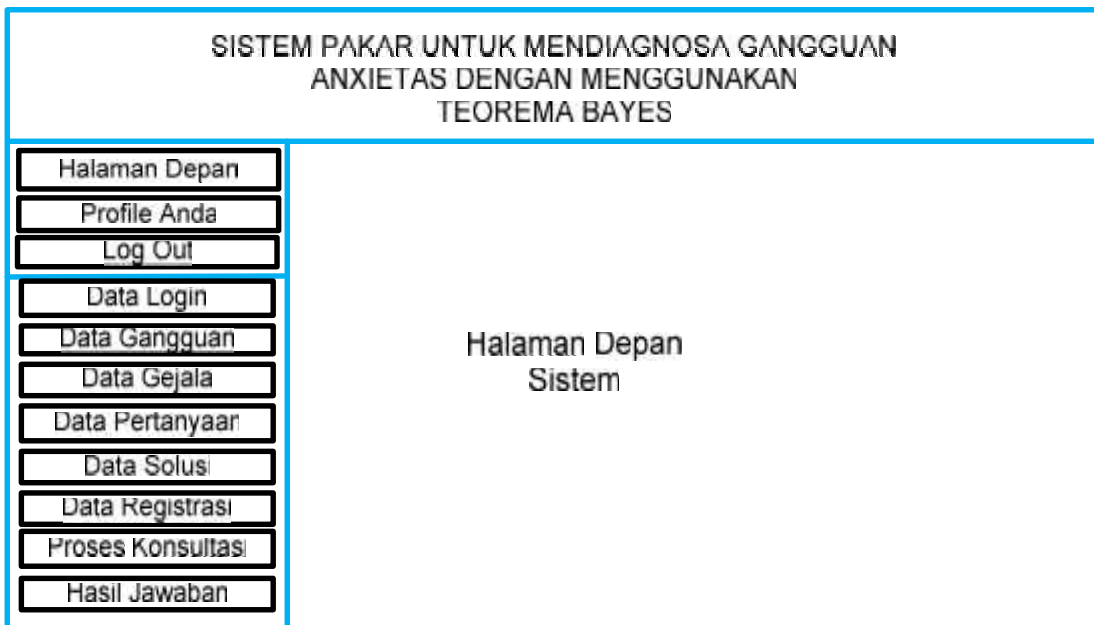 SISTEM PAKAR UNTUK MENDIAGNOSA GANGGUAN
ANXIETAS DENGAN MENGGUNAKAN
TEOREMA BAYES
Halaman Depan
Profile Anda
Log Out
Data Login
Data Gangguan
Data Gejala
Data Pertanyaan
Data Solusi
Data Registrasi
Proses Konsultasi
Hasil Jawaban
Halaman Depan
Sistem